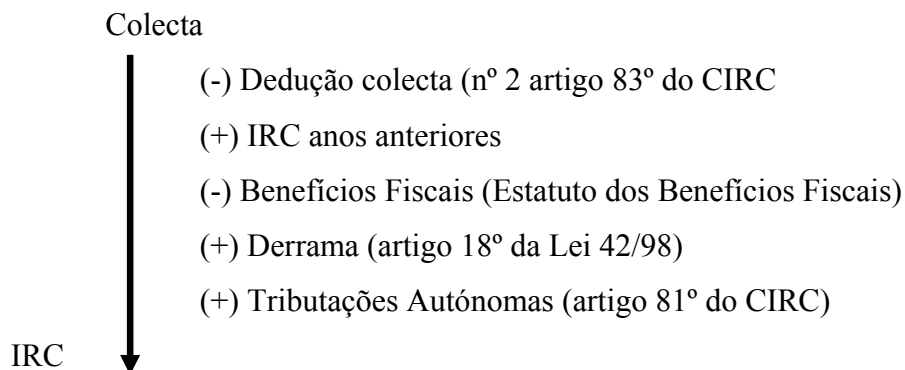 Colecta
(-) Dedução colecta (nº 2 artigo 83º do CIRC
(+) IRC anos anteriores
(-) Benefícios Fiscais (Estatuto dos Benefícios Fiscais)
(+) Derrama (artigo 18º da Lei 42/98)
(+) Tributações Autónomas (artigo 81º do CIRC)
IRC